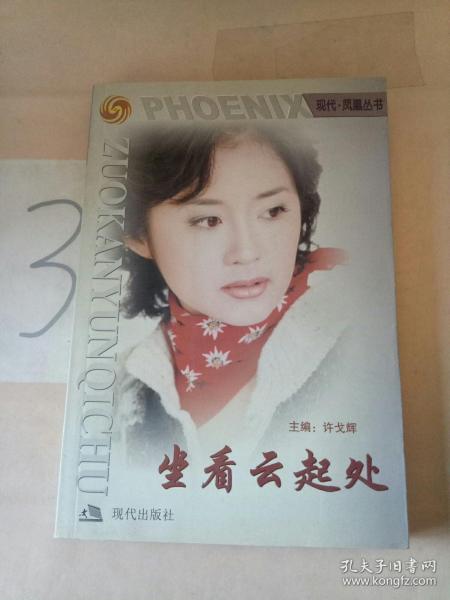 PHOENIX
现代·凤凰丛书
ZUOKANYUNQICHU
3
主编：许戈辉
坐看云起处
现代出版社
孔夫子旧书网
www.kongfz.com